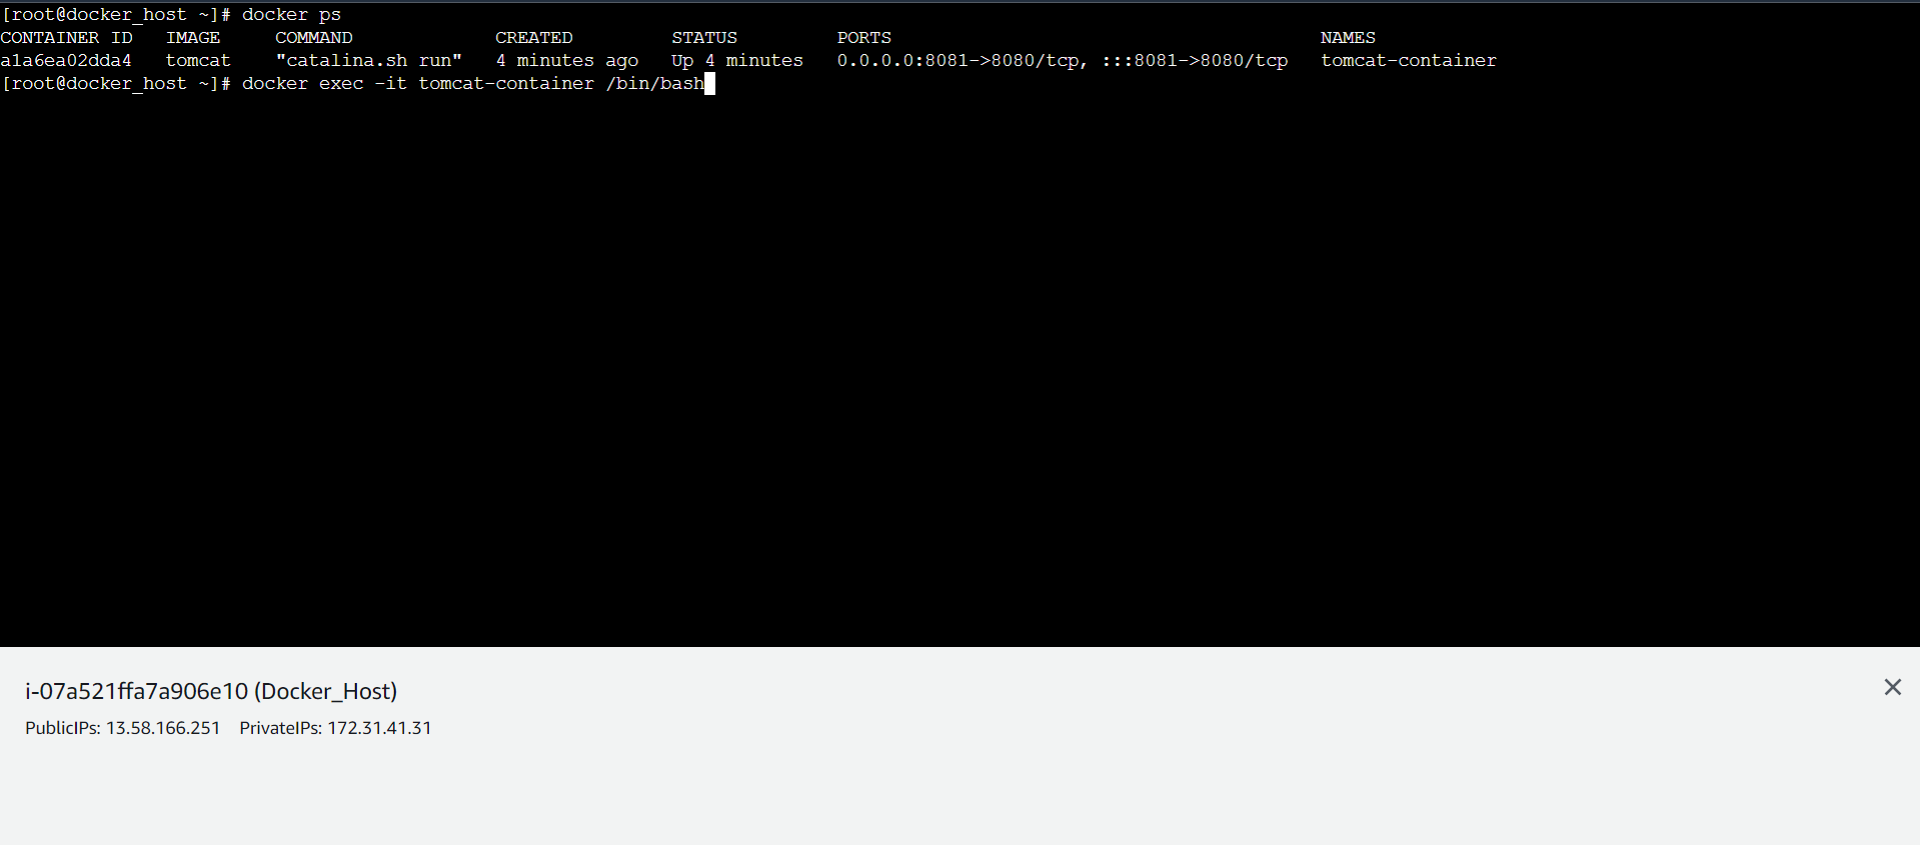 [root@docker_host ~]# docker ps
CONTAINER ID   IMAGE     COMMAND             CREATED         STATUS         PORTS                                       NAMES
a1a6ea02dda4   tomcat    "catalina.sh run"   4 minutes ago   Up 4 minutes   0.0.0.0:8081->8080/tcp, :::8081->8080/tcp   tomcat-container
[root@docker_host ~]# docker exec -it tomcat-container /bin/bash
i-07a521ffa7a906e10 (Docker_Host)
PublicIPs: 13.58.166.251 PrivateIPs: 172.31.41.31